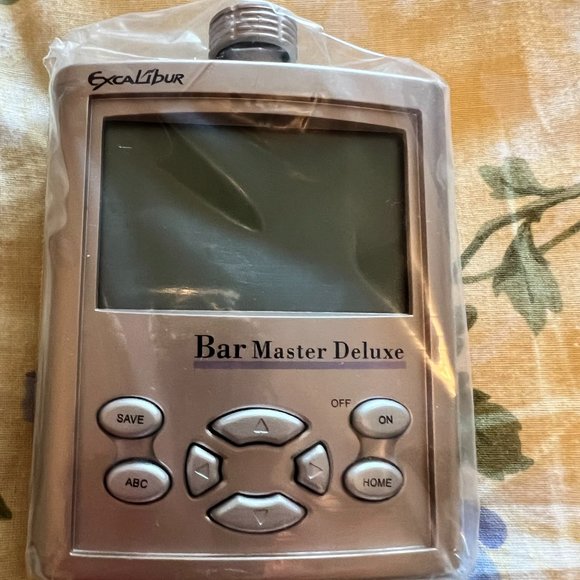 EXCALIBUR
Bar Master Deluxe
OFF
SAVE
ON
ABC
HOME